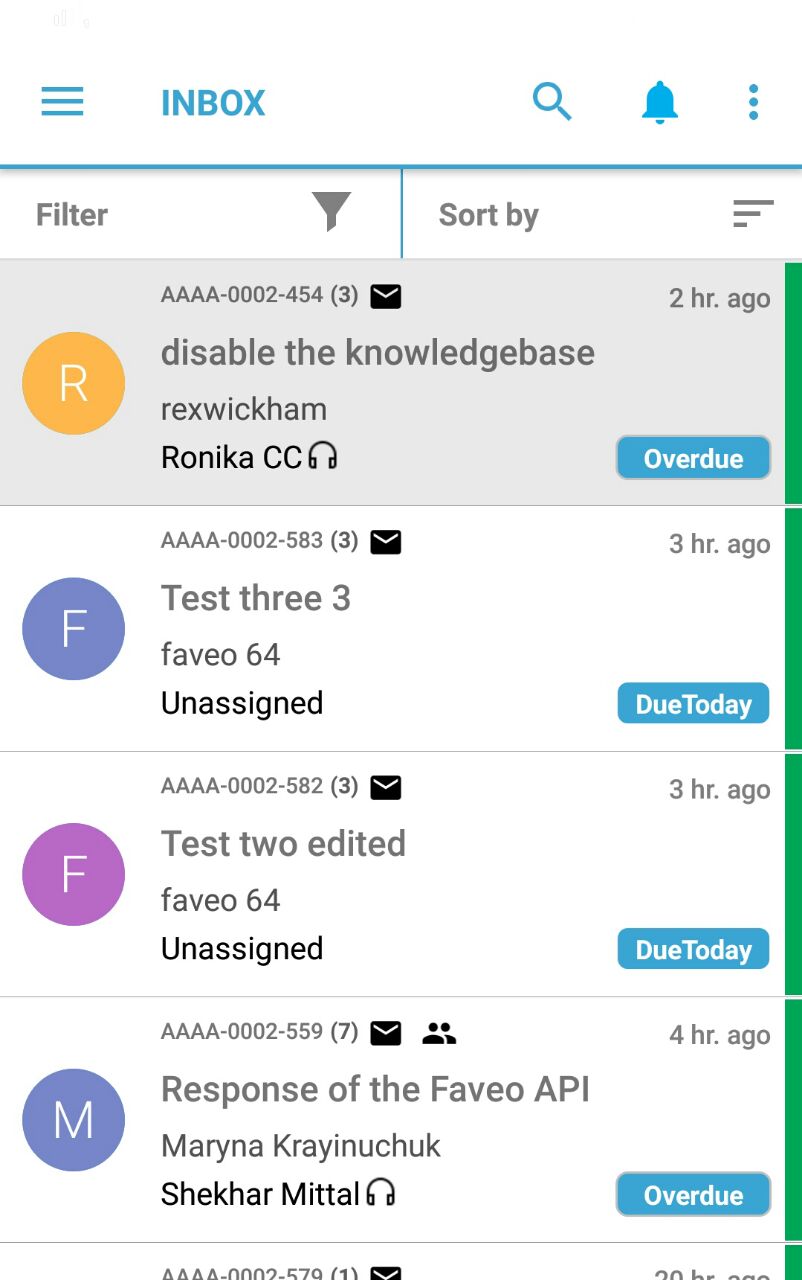 INBOX
Filter
Sort by
AAAA-0002-454 (3)
2 hr. ago
R
disable the knowledgebase
rexwickham
Ronika CC
Overdue
AAAA-0002-583 (3)
3 hr. ago
F
Test three 3
faveo 64
Unassigned
DueToday
AAAA-0002-582 (3)
3 hr. ago
F
Test two edited
faveo 64
Unassigned
DueToday
AAAA-0002-559 (7)
4 hr. ago
M
Response of the Faveo API
Maryna Krayinuchuk
Shekhar Mittal
Overdue
AAAA-0002-579 (1)
20 hr. ago